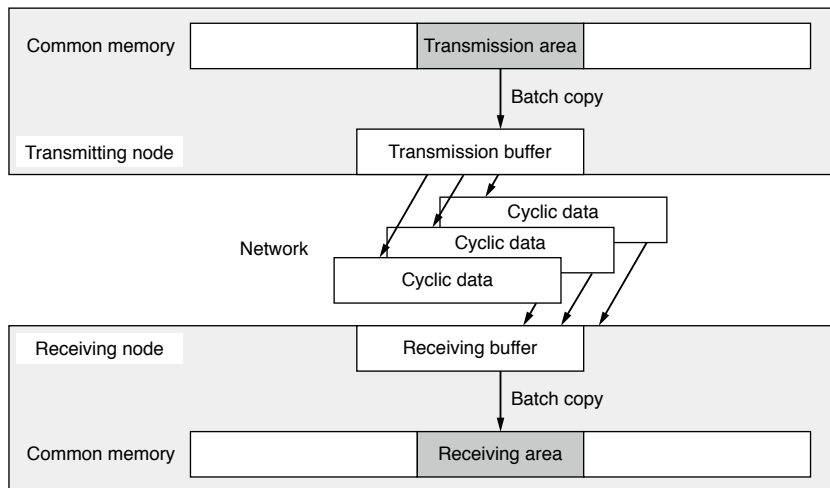 Common memory
Transmission area
Batch copy
Transmitting node
Transmission buffer
Cyclic data
Network
Cyclic data
Cyclic data
Receiving node
Receiving buffer
Batch copy
Common memory
Receiving area